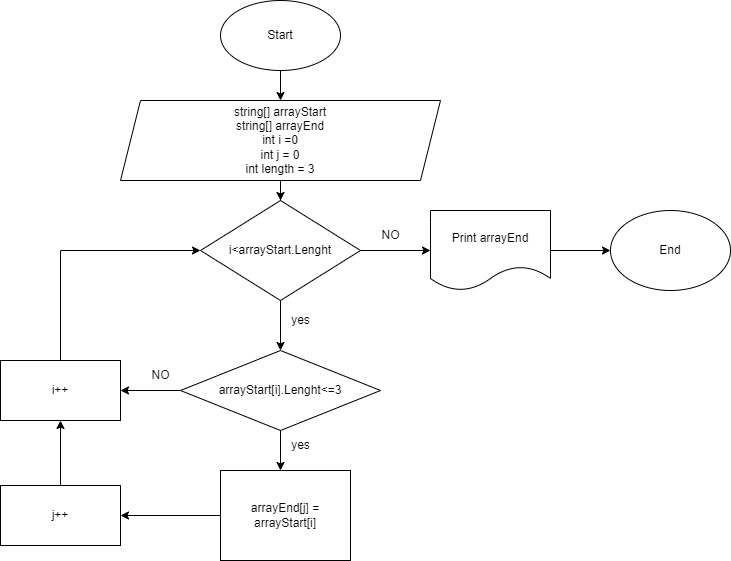 Start
string[] arrayStart
string[] arrayEnd
int i =0
int j = 0
int length = 3
i<arrayStart.Lenght
NO
Print arrayEnd
End
yes
arrayStart[i].Lenght<=3
NO
i++
yes
arrayEnd[j] =
arrayStart[i]
j++